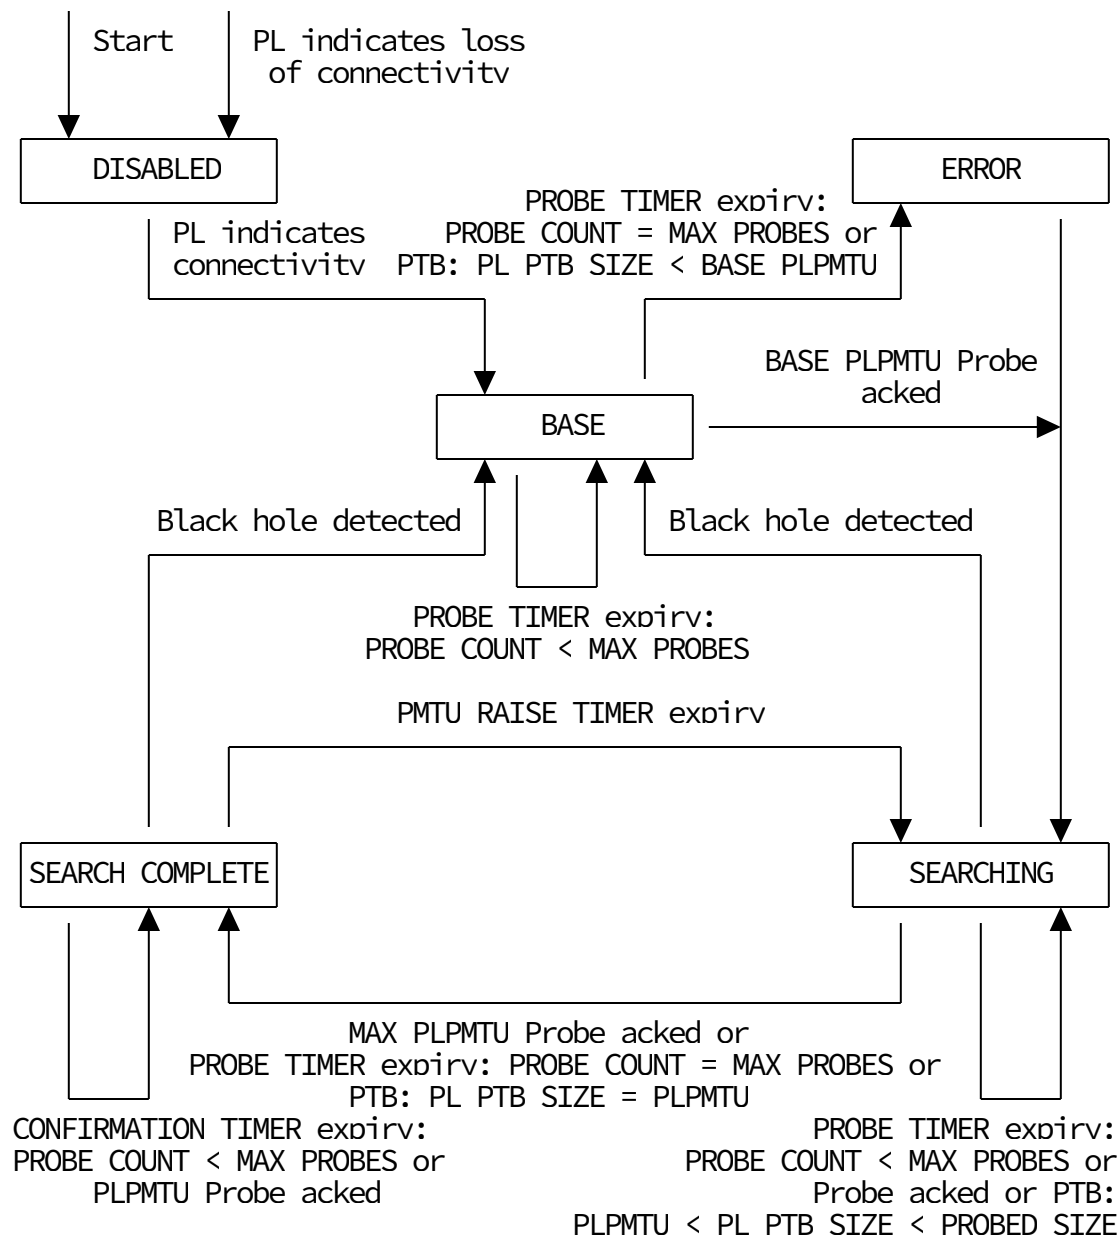 Start
PL indicates loss
of connectivity
DISABLED
ERROR
PROBE TIMER expiry:
PROBE COUNT = MAX PROBES or
PTB: PL PTB SIZE < BASE PLPMTU
PL indicates
connectivity
BASE PLPMTU Probe
acked
BASE
Black hole detected
Black hole detected
PROBE TIMER expiry:
PROBE COUNT < MAX PROBES
PMTU RAISE TIMER expiry
SEARCH COMPLETE
SEARCHING
MAX PLPMTU Probe acked or
PROBE TIMER expiry: PROBE COUNT = MAX PROBES or
PTB: PL PTB SIZE = PLPMTU
CONFIRMATION TIMER expiry:
PROBE COUNT < MAX PROBES or
PLPMTU Probe acked
PROBE TIMER expiry:
PROBE COUNT < MAX PROBES or
Probe acked or PTB:
PLPMTU < PL PTB SIZE < PROBED SIZE